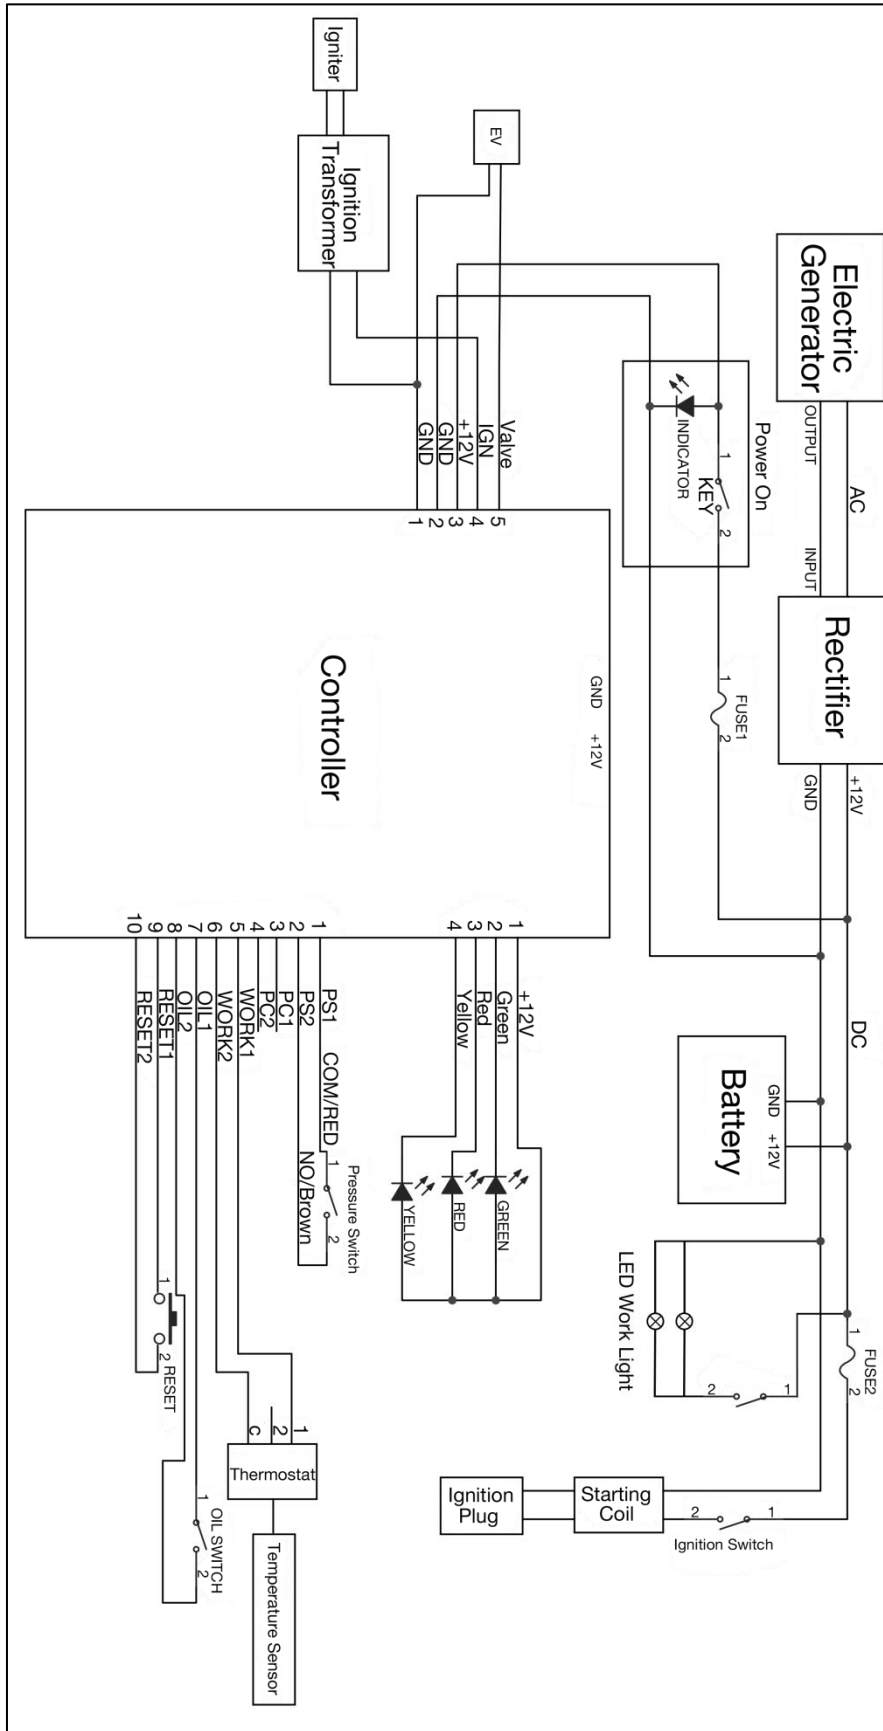 Igniter
Ignition
Transformer
EV
Electric
Generator
OUTPUT
AC
INPUT
Rectifier
+12V
GND
DC
Power On
INDICATOR
1
KEY
2
1
FUSE1
2
Valve
IGN
+12V
GND
GND
5
4
3
2
1
Controller
GND
+12V
Battery
GND
+12V
1
FUSE2
2
LED Work Light
2
1
Ignition
Plug
Starting
Coil
2
1
Ignition Switch
1
2
3
4
+12V
Green
Red
Yellow
GREEN
RED
YELLOW
1
2
3
4
5
6
7
8
9
10
PS1
PS2
PC1
PC2
WORK1
WORK2
OIL1
OIL2
RESET1
RESET2
COM/RED
NO/Brown
1
Pressure Switch
2
1
2
RESET
1
2
C
Thermostat
Temperature Sensor
1
OIL SWITCH
2